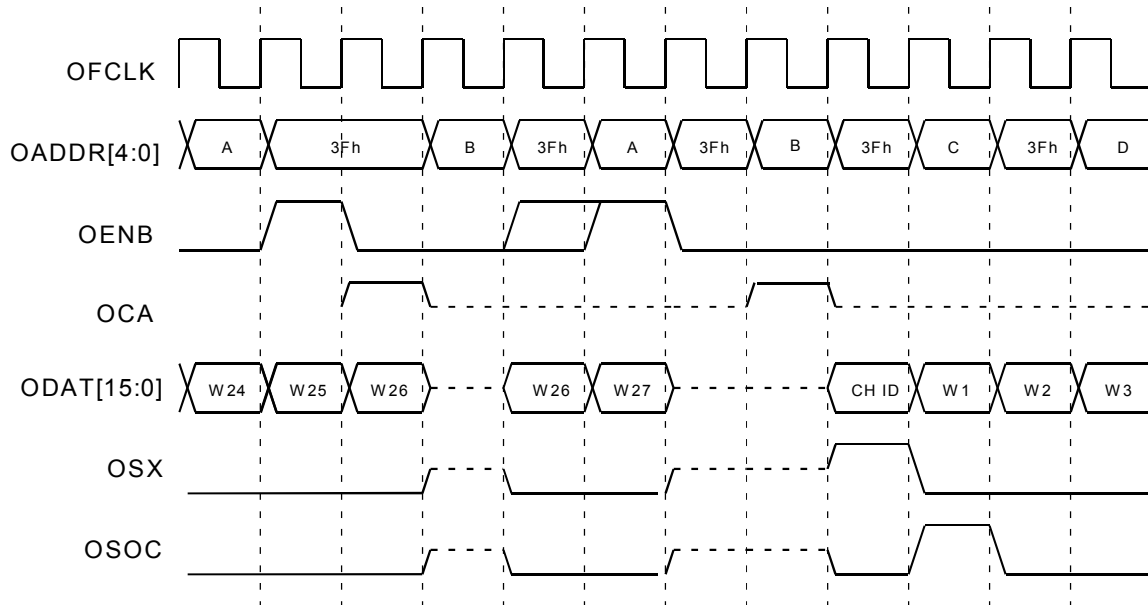 OFCLK
OADDR[4:0] A 3Fh B 3Fh A 3Fh B 3Fh C 3Fh D
OENB
OCA
ODAT[15:0] W24 W25 W26 W26 W27 CH ID W1 W2 W3
OSX
OSOC